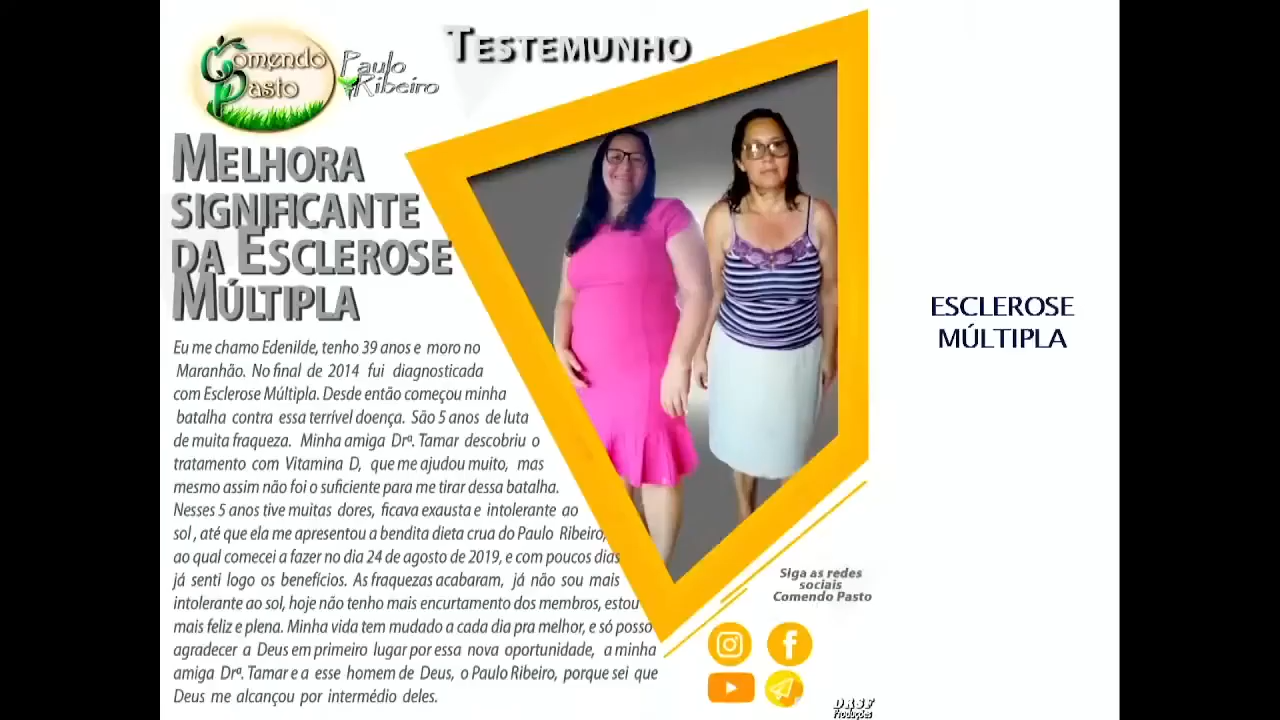 Comendo
Pasto
Paulo
Ribeiro
TESTEMUNHO
MELHORA
SIGNIFICANTE
DA ESCLEROSE
MÚLTIPLA
Eu me chamo Edenilde, tenho 39 anos e moro no
Maranhão. No final de 2014 fui diagnosticada
com Esclerose Múltipla. Desde então começou minha
batalha contra essa terrível doença. São 5 anos de luta
de muita fraqueza. Minha amiga Drª. Tamar descobriu o
tratamento com Vitamina D, que me ajudou muito, mas
mesmo assim não foi o suficiente para me tirar dessa batalha.
Nesses 5 anos tive muitas dores, ficava exausta e intolerante ao
sol, até que ela me apresentou a bendita dieta crua do Paulo Ribeiro,
ao qual comecei a fazer no dia 24 de agosto de 2019, e com poucos dias
já senti logo os benefícios. As fraquezas acabaram, já não sou mais
intolerante ao sol, hoje não tenho mais encurtamento dos membros, estou
mais feliz e plena. Minha vida tem mudado a cada dia pra melhor, e só posso
agradecer a Deus em primeiro lugar por essa nova oportunidade, a minha
amiga Drª. Tamar e a esse homem de Deus, o Paulo Ribeiro, porque sei que
Deus me alcançou por intermédio deles.
ESCLEROSE
MÚLTIPLA
Siga as redes
sociais
Comendo Pasto
DRSF
Produções